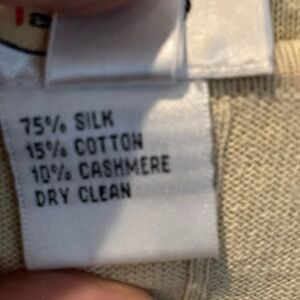 75% SILK
15% COTTON
10% CASHMERE
DRY CLEAN